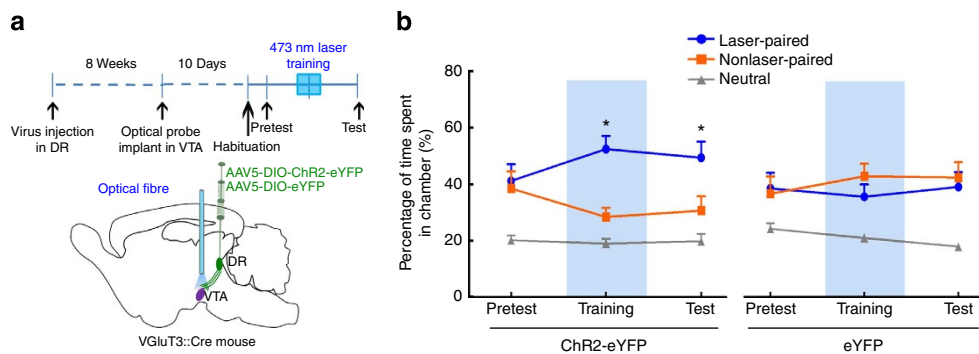 a
473 nm laser
training
8 Weeks
10 Days
Virus injection
in DR
Optical probe
implant in VTA
Habituation
Pretest
Test
AAV5-DIO-ChR2-eYFP
AAV5-DIO-eYFP
Optical fibre
DR
VTA
VGluT3::Cre mouse
b
Laser-paired
Nonlaser-paired
Neutral
Percentage of time spent
in chamber (%)
80
60
40
20
0
*
*
Pretest
Training
Test
ChR2-eYFP
Pretest
Training
Test
eYFP